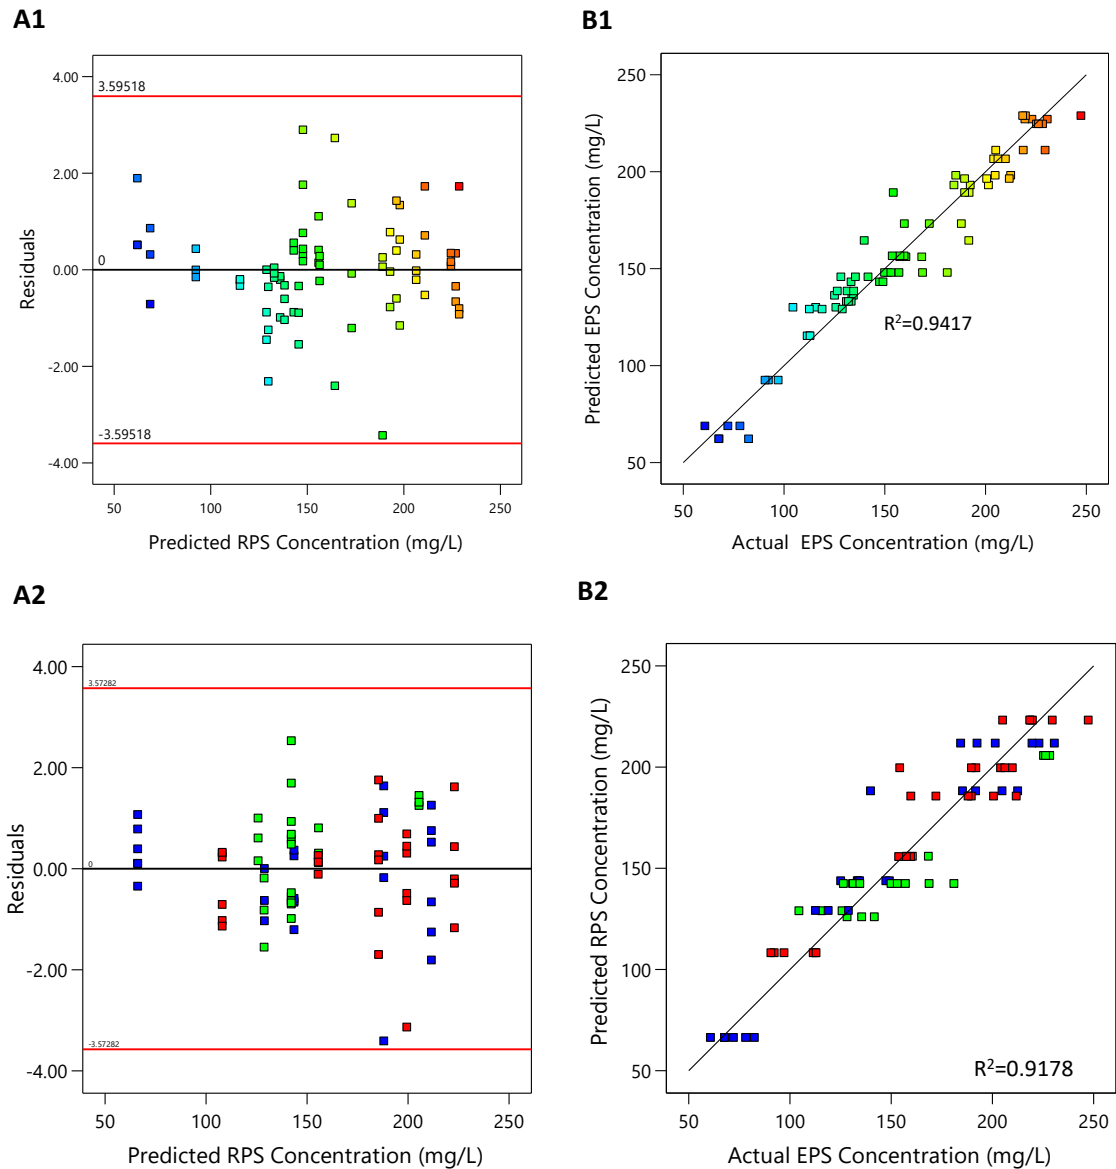 A1
4.00
3.59518
2.00
0
0.00
-2.00
-3.59518
-4.00
50 100 150 200 250
Residuals
Predicted RPS Concentration (mg/L)
B1
250
200
150
100
50
50 100 150 200 250
R²=0.9417
Predicted EPS Concentration (mg/L)
Actual EPS Concentration (mg/L)
A2
4.00
3.57282
2.00
0
0.00
-2.00
-3.57282
-4.00
50 100 150 200 250
Residuals
Predicted RPS Concentration (mg/L)
B2
250
200
150
100
50
R²=0.9178
50 100 150 200 250
Predicted RPS Concentration (mg/L)
Actual EPS Concentration (mg/L)